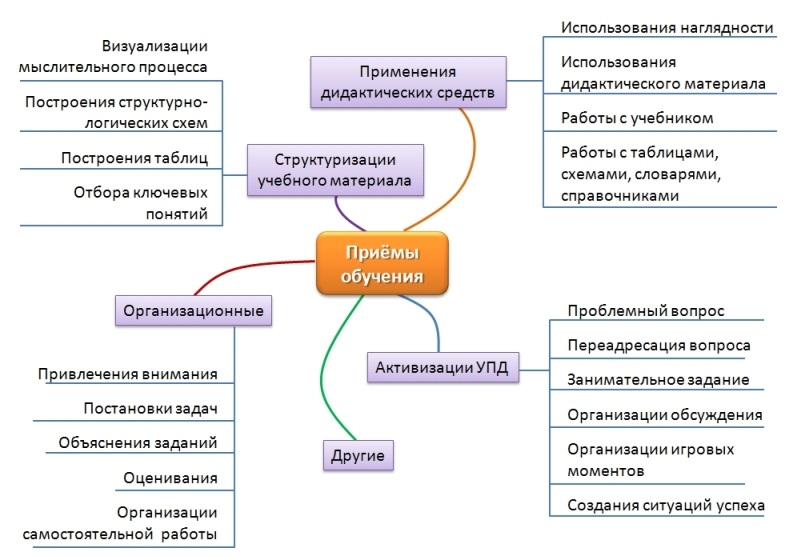 Приёмы
обучения
Применения
дидактических средств
Использования наглядности
Использования
дидактического материала
Работы с учебником
Работы с таблицами,
схемами, словарями,
справочниками
Структуризации
учебного материала
Визуализации
мыслительного процесса
Построения структурно-
логических схем
Построения таблиц
Отбора ключевых
понятий
Организационные
Привлечения внимания
Постановки задач
Объяснения заданий
Оценивания
Организации
самостоятельной работы
Активизации УПД
Проблемный вопрос
Переадресация вопроса
Занимательное задание
Организации обсуждения
Организации игровых
моментов
Создания ситуаций успеха
Другие